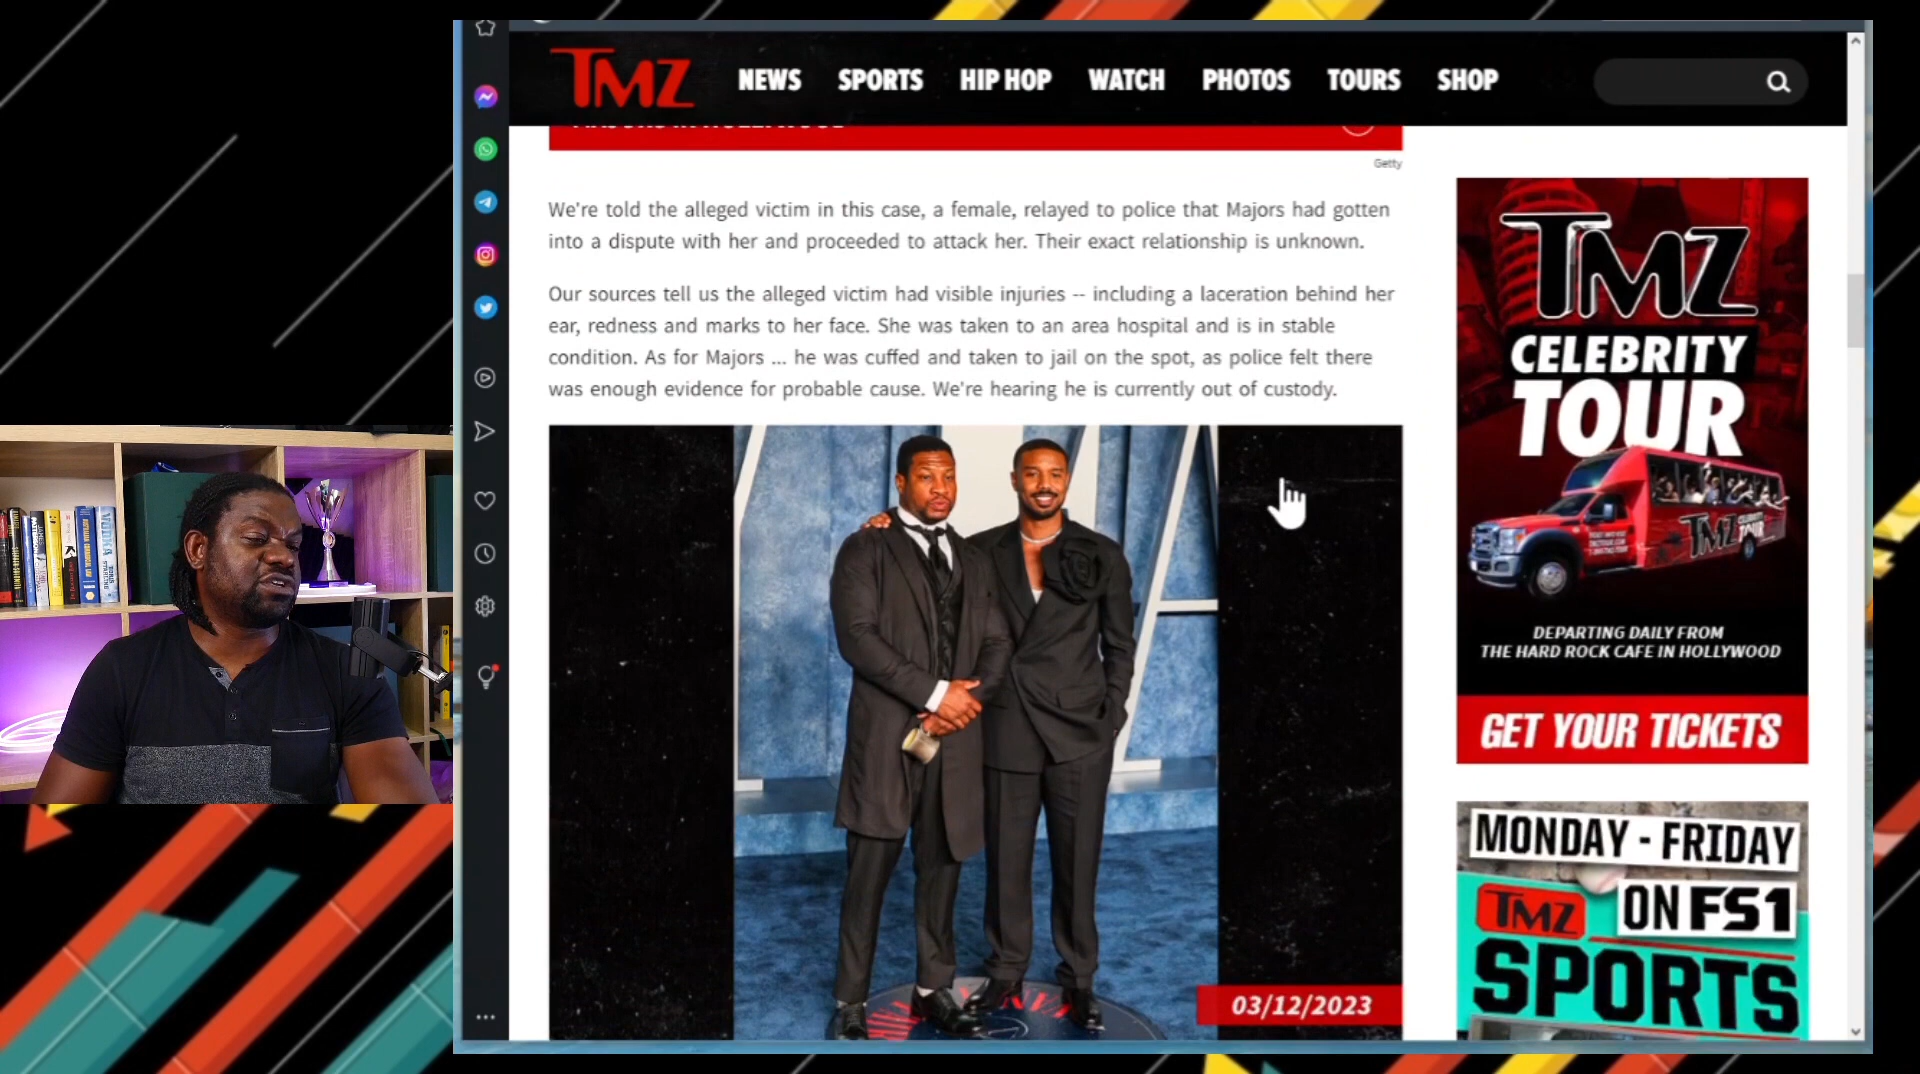 TMZ
NEWS SPORTS HIP HOP WATCH PHOTOS TOURS SHOP
Getty
We're told the alleged victim in this case, a female, relayed to police that Majors had gotten
into a dispute with her and proceeded to attack her. Their exact relationship is unknown.
Our sources tell us the alleged victim had visible injuries -- including a laceration behind her
ear, redness and marks to her face. She was taken to an area hospital and is in stable
condition. As for Majors ... he was cuffed and taken to jail on the spot, as police felt there
was enough evidence for probable cause. We're hearing he is currently out of custody.
03/12/2023
TMZ
CELEBRITY
TOUR
TMZ
DEPARTING DAILY FROM
THE HARD ROCK CAFE IN HOLLYWOOD
GET YOUR TICKETS
MONDAY - FRIDAY
ON FS1
TMZ
SPORTS